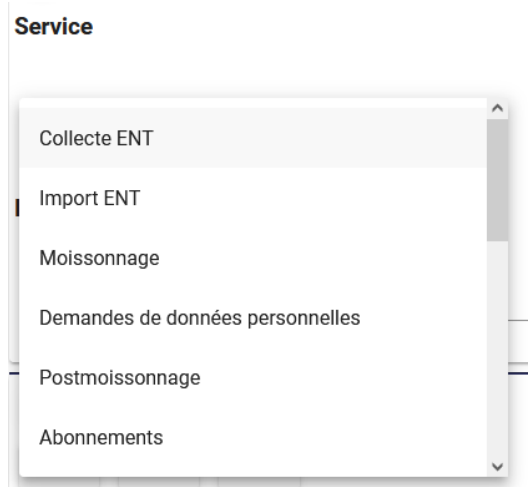 Service
Collecte ENT
Import ENT
Moissonnage
Demandes de données personnelles
Postmoissonnage
Abonnements